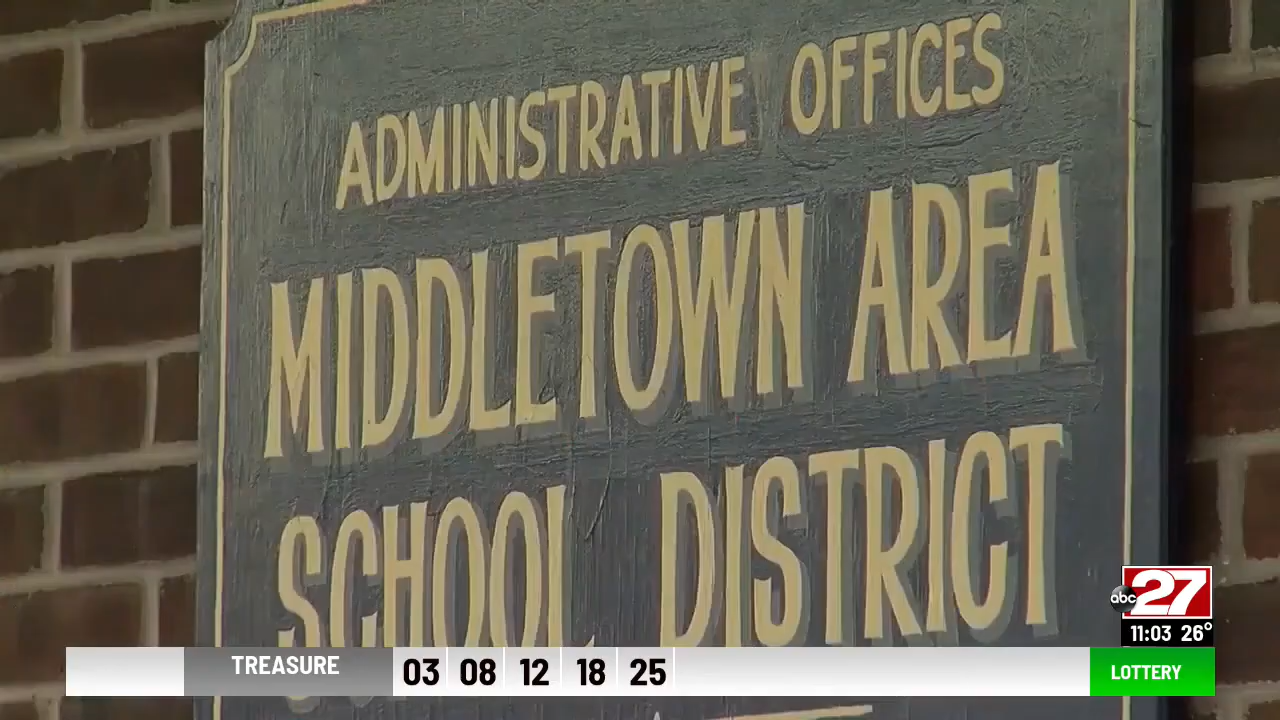 ADMINISTRATIVE OFFICES
MIDDLETOWN AREA
SCHOOL DISTRICT
abc 27
11:03 26°
TREASURE 03 08 12 18 25 LOTTERY